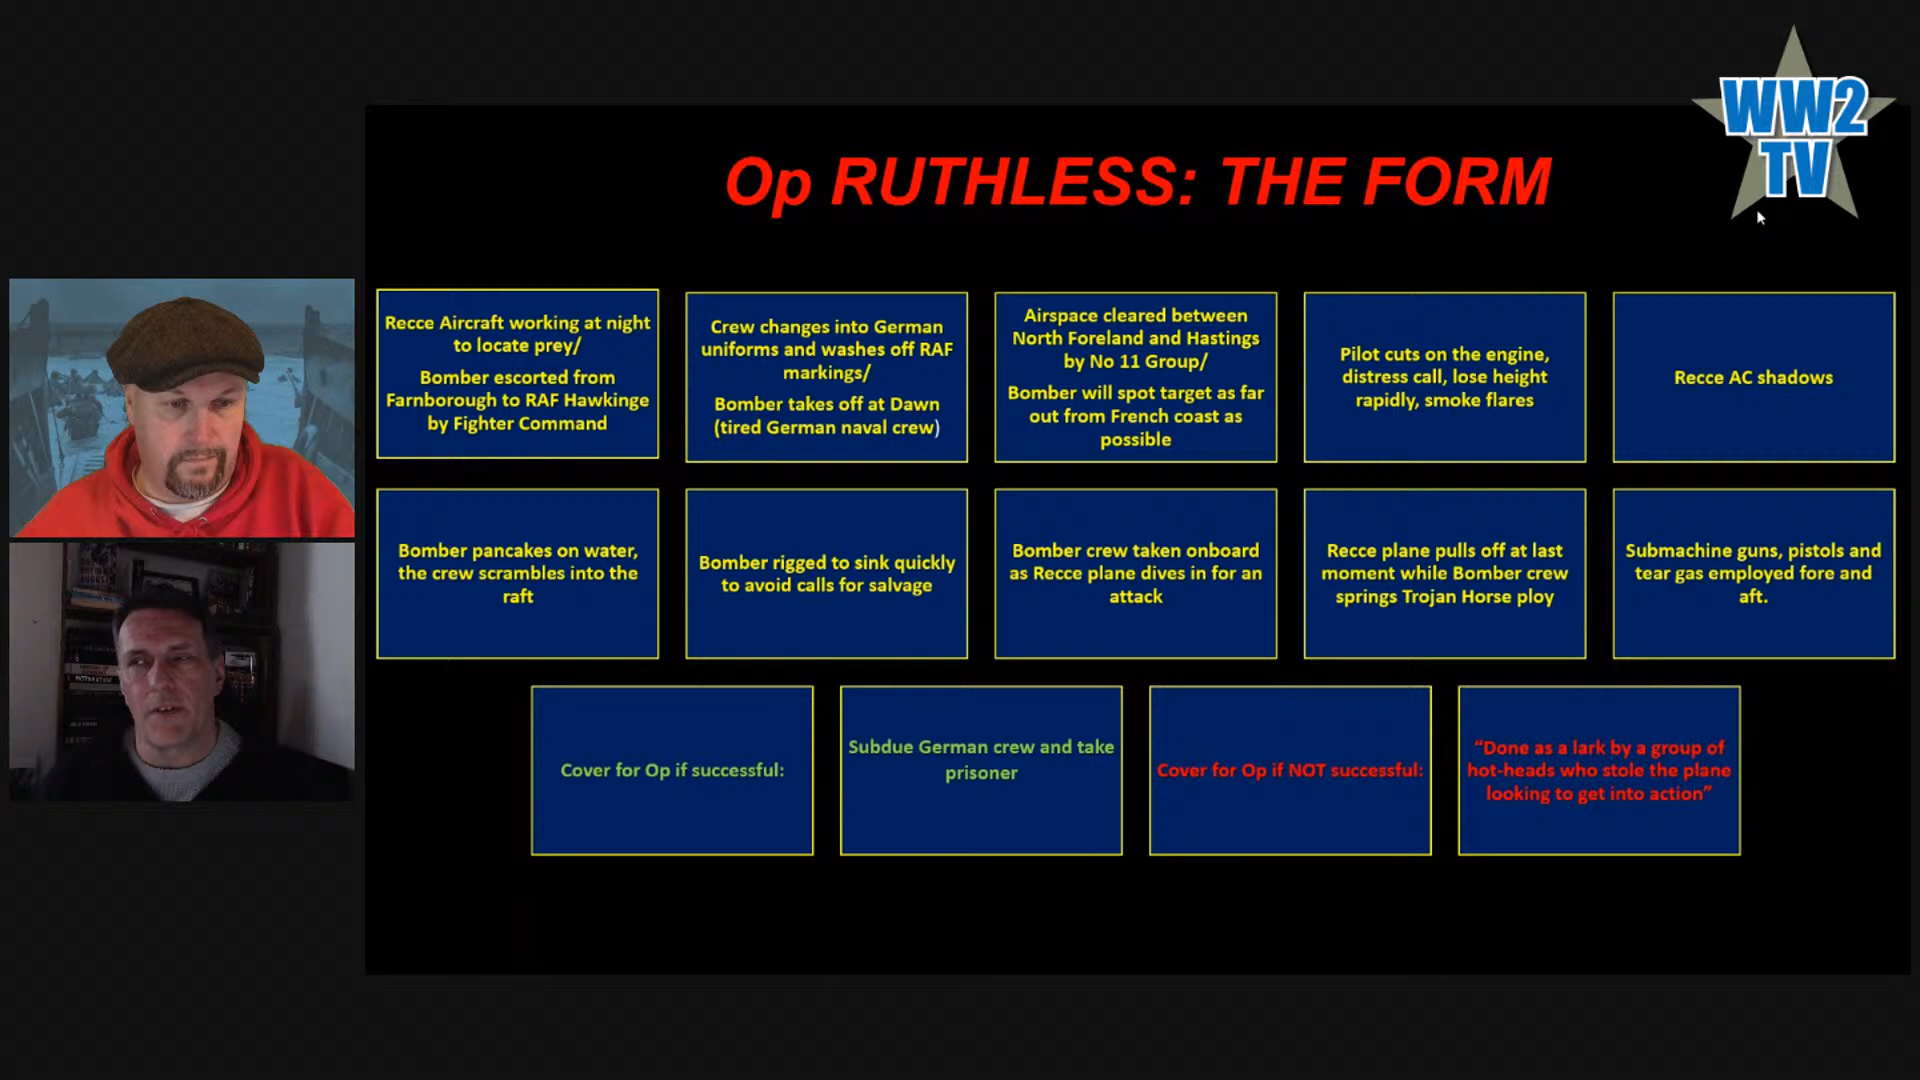 WW2
TV
Op RUTHLESS: THE FORM
Recce Aircraft working at night
to locate prey/
Bomber escorted from
Farnborough to RAF Hawkinge
by Fighter Command
Crew changes into German
uniforms and washes off RAF
markings/
Bomber takes off at Dawn
(tired German naval crew)
Airspace cleared between
North Foreland and Hastings
by No 11 Group/
Bomber will spot target as far
out from French coast as
possible
Pilot cuts on the engine,
distress call, lose height
rapidly, smoke flares
Recce AC shadows
Bomber pancakes on water,
the crew scrambles into the
raft
Bomber rigged to sink quickly
to avoid calls for salvage
Bomber crew taken onboard
as Recce plane dives in for an
attack
Recce plane pulls off at last
moment while Bomber crew
springs Trojan Horse ploy
Submachine guns, pistols and
tear gas employed fore and
aft.
Cover for Op if successful:
Subdue German crew and take
prisoner
Cover for Op if NOT successful:
“Done as a lark by a group of
hot-heads who stole the plane
looking to get into action”